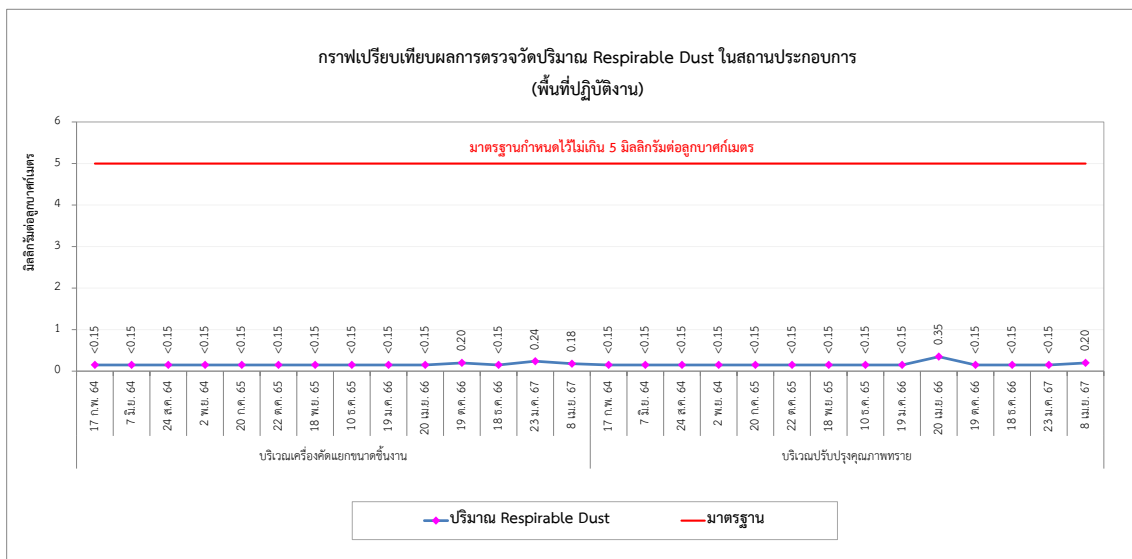 กราฟเปรียบเทียบผลการตรวจวัดปริมาณ Respirable Dust ในสถานประกอบการ
(พื้นที่ปฏิบัติงาน)
มิลลิกรัมต่อลูกบาศก์เมตร
6
5
4
3
2
1
0
มาตรฐานกำหนดไว้ไม่เกิน 5 มิลลิกรัมต่อลูกบาศก์เมตร
<0.15
<0.15
<0.15
<0.15
<0.15
<0.15
<0.15
<0.15
<0.15
<0.15
0.20
<0.15
0.24
0.18
<0.15
<0.15
<0.15
<0.15
<0.15
<0.15
<0.15
<0.15
<0.15
0.35
<0.15
<0.15
<0.15
0.20
17 ก.พ. 64
7 มิ.ย. 64
24 ส.ค. 64
2 พ.ย. 64
20 ก.ค. 65
22 ต.ค. 65
18 พ.ย. 65
10 ธ.ค. 65
19 ม.ค. 66
20 เม.ย. 66
19 ต.ค. 66
18 ธ.ค. 66
23 ม.ค. 67
8 เม.ย. 67
17 ก.พ. 64
7 มิ.ย. 64
24 ส.ค. 64
2 พ.ย. 64
20 ก.ค. 65
22 ต.ค. 65
18 พ.ย. 65
10 ธ.ค. 65
19 ม.ค. 66
20 เม.ย. 66
19 ต.ค. 66
18 ธ.ค. 66
23 ม.ค. 67
8 เม.ย. 67
บริเวณเครื่องคัดแยกขนาดชิ้นงาน
บริเวณปรับปรุงคุณภาพทราย
ปริมาณ Respirable Dust
มาตรฐาน